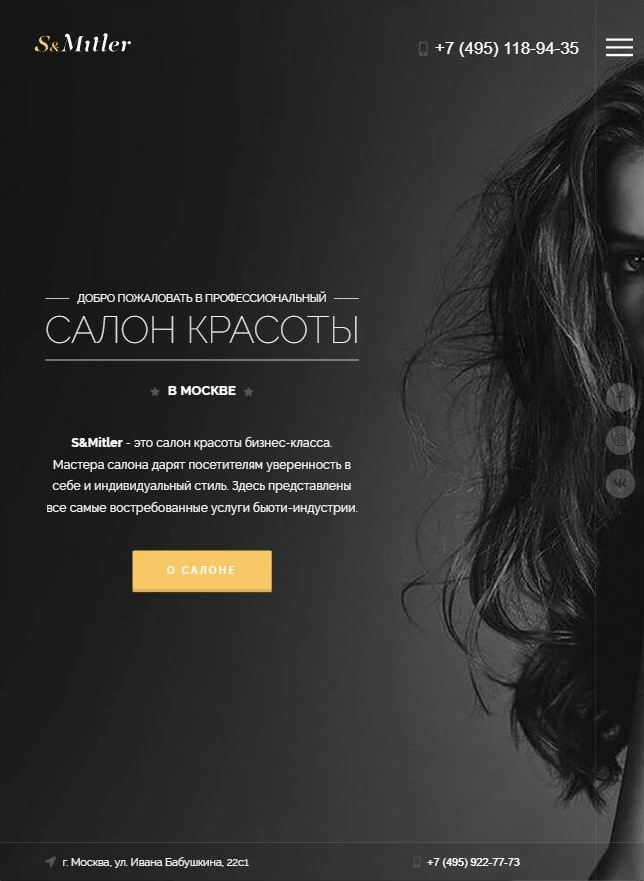 S&Mitler
+7 (495) 118-94-35
ДОБРО ПОЖАЛОВАТЬ В ПРОФЕССИОНАЛЬНЫЙ
САЛОН КРАСОТЫ
В МОСКВЕ
S&Mitler - это салон красоты бизнес-класса.
Мастера салона дарят посетителям уверенность в
себе и индивидуальный стиль. Здесь представлены
все самые востребованные услуги бьюти-индустрии.
О САЛОНЕ
г. Москва, ул. Ивана Бабушкина, 22с1
+7 (495) 922-77-73